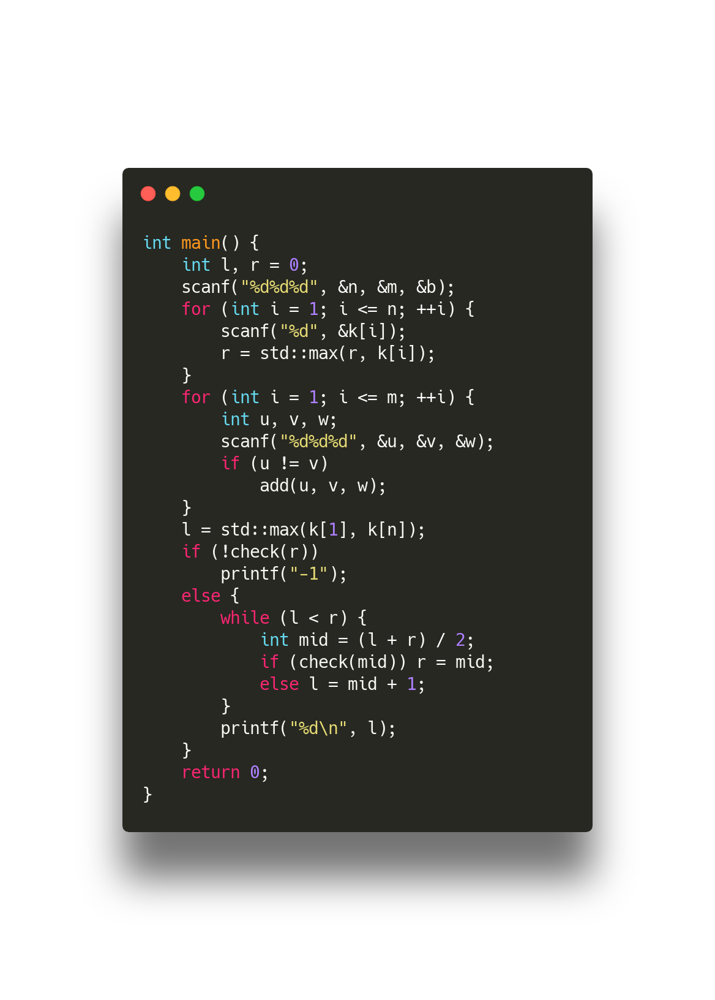 int main() {
    int l, r = 0;
    scanf("%d%d%d", &n, &m, &b);
    for (int i = 1; i <= n; ++i) {
        scanf("%d", &k[i]);
        r = std::max(r, k[i]);
    }
    for (int i = 1; i <= m; ++i) {
        int u, v, w;
        scanf("%d%d%d", &u, &v, &w);
        if (u != v)
            add(u, v, w);
    }
    l = std::max(k[1], k[n]);
    if (!check(r))
        printf("-1");
    else {
        while (l < r) {
            int mid = (l + r) / 2;
            if (check(mid)) r = mid;
            else l = mid + 1;
        }
        printf("%d\n", l);
    }
    return 0;
}